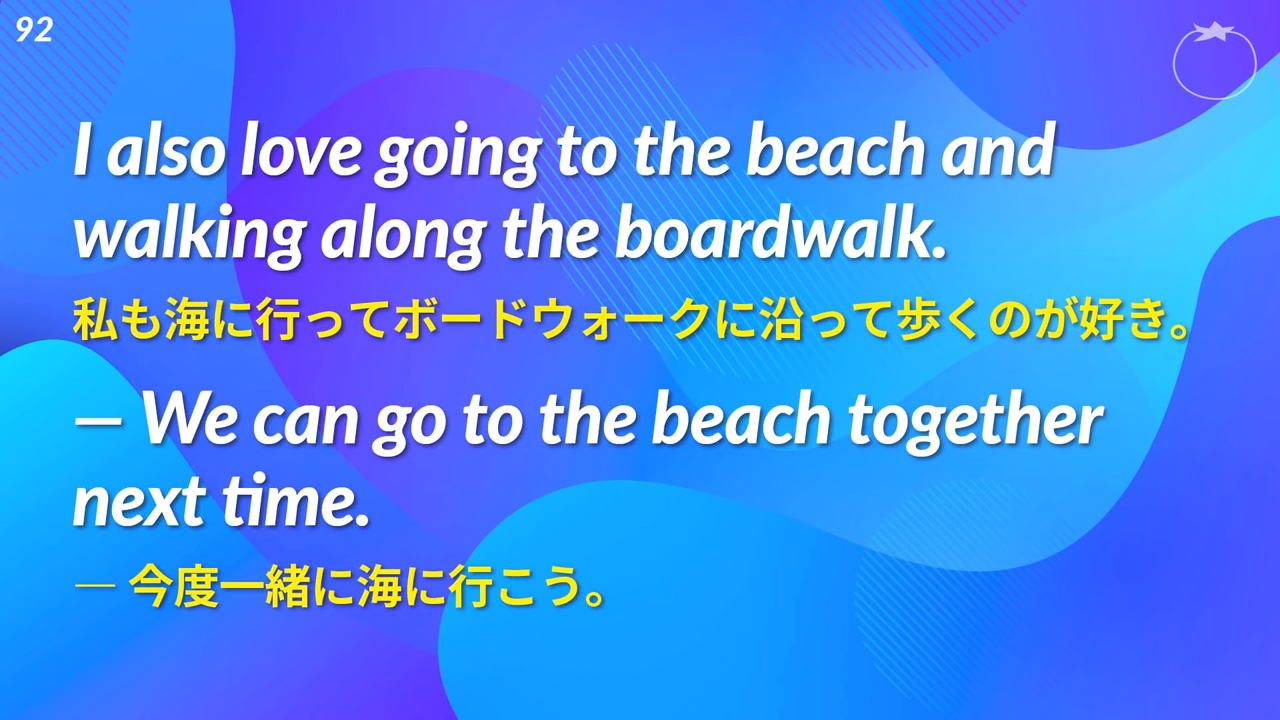 92
I also love going to the beach and
walking along the boardwalk.
私も海に行ってボードウォークに沿って歩くのが好き。
— We can go to the beach together
next time.
— 今度一緒に海に行こう。